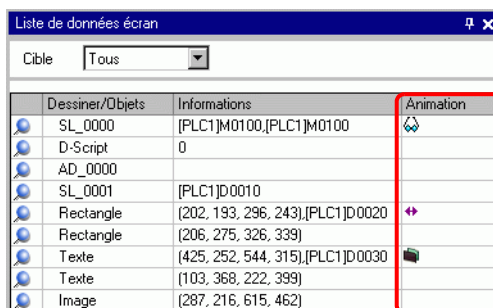 Liste de données écran
Cible Tous
Dessiner/Objets Informations Animation
SL_0000 [PLC1]M0100,[PLC1]M0100
D-Script 0
AD_0000
SL_0001 [PLC1]D0010
Rectangle (202, 193, 296, 243),[PLC1]D0020
Rectangle (206, 275, 326, 339)
Texte (425, 252, 544, 315),[PLC1]D0030
Texte (103, 368, 222, 399)
Image (287, 216, 615, 462)